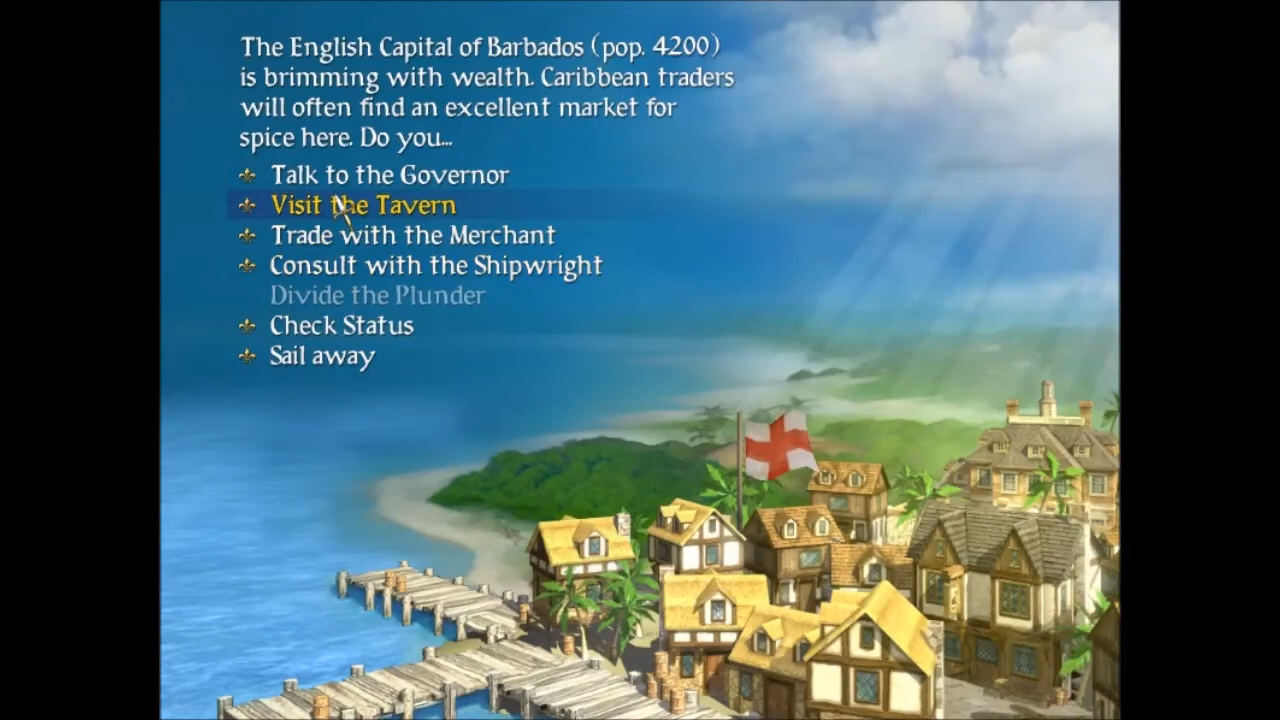 The English Capital of Barbados (pop. 4200)
is brimming with wealth. Caribbean traders
will often find an excellent market for
spice here. Do you...
Talk to the Governor
Visit the Tavern
Trade with the Merchant
Consult with the Shipwright
Divide the Plunder
Check Status
Sail away